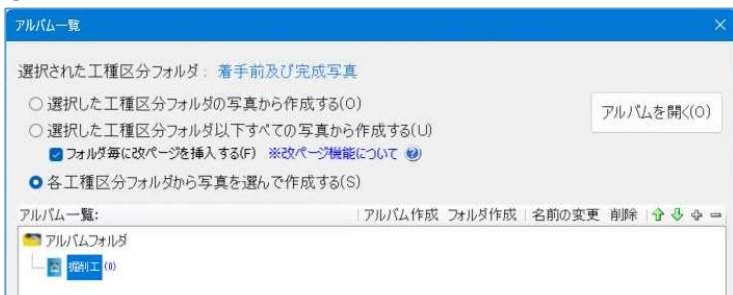 アルバム一覧
選択された工種区分フォルダ: 着手前及び完成写真
選択した工種区分フォルダの写真から作成する(O)
アルバムを開く(O)
選択した工種区分フォルダ以下すべての写真から作成する(U)
フォルダ毎に改ページを挿入する(F) ※改ページ機能について
各工種区分フォルダから写真を選んで作成する(S)
アルバム一覧: アルバム作成 フォルダ作成 名前の変更 削除
アルバムフォルダ
掘削工 (0)